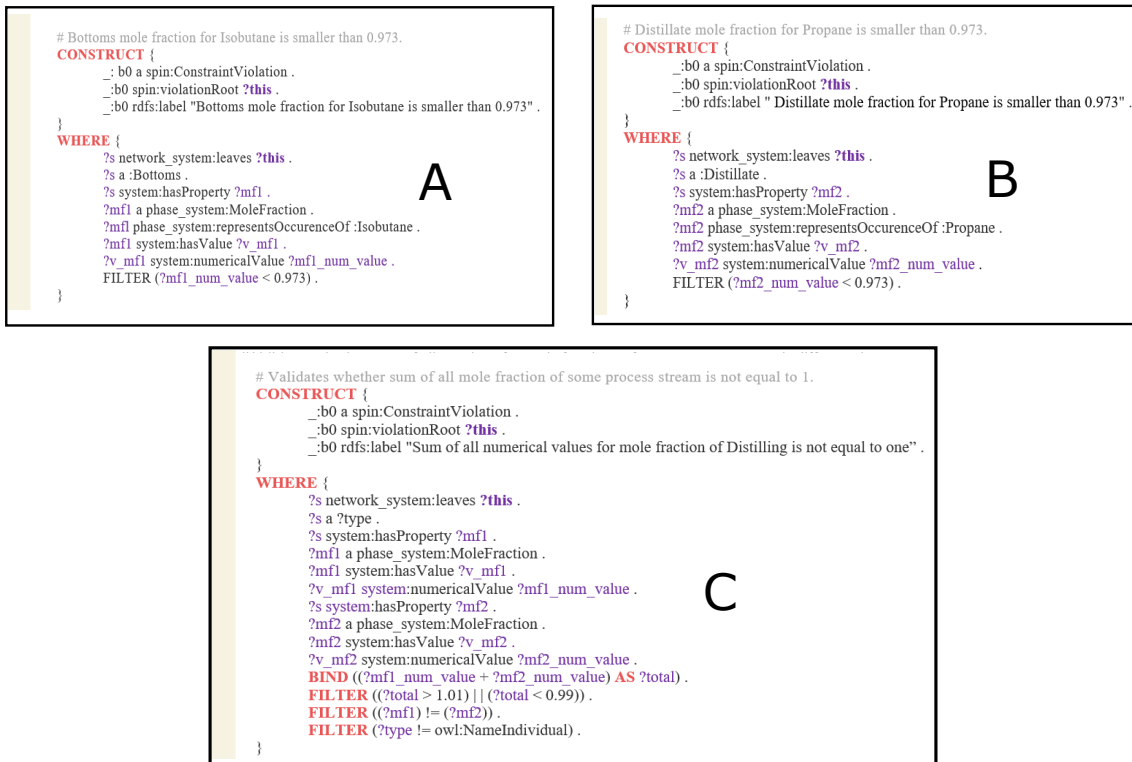 # Bottoms mole fraction for Isobutane is smaller than 0.973.
CONSTRUCT {
_: b0 a spin:ConstraintViolation .
_:b0 spin:violationRoot ?this .
_:b0 rdfs:label "Bottoms mole fraction for Isobutane is smaller than 0.973" .
}
WHERE {
?s network_system:leaves ?this .
?s a :Bottoms .
?s system:hasProperty ?mf1 .
?mf1 a phase_system:MoleFraction .
?mfl phase_system:representsOccurenceOf :Isobutane .
?mf1 system:hasValue ?v_mf1 .
?v_mf1 system:numericalValue ?mf1_num_value .
FILTER (?mf1_num_value < 0.973) .
}
A
# Distillate mole fraction for Propane is smaller than 0.973.
CONSTRUCT {
_:b0 a spin:ConstraintViolation .
_:b0 spin:violationRoot ?this .
_:b0 rdfs:label " Distillate mole fraction for Propane is smaller than 0.973" .
}
WHERE {
?s network_system:leaves ?this .
?s a :Distillate .
?s system:hasProperty ?mf2 .
?mf2 a phase_system:MoleFraction .
?mf2 phase_system:representsOccurenceOf :Propane .
?mf2 system:hasValue ?v_mf2 .
?v_mf2 system:numericalValue ?mf2_num_value .
FILTER (?mf2_num_value < 0.973) .
}
B
# Validates whether sum of all mole fraction of some process stream is not equal to 1.
CONSTRUCT {
_:b0 a spin:ConstraintViolation .
_:b0 spin:violationRoot ?this .
_:b0 rdfs:label "Sum of all numerical values for mole fraction of Distilling is not equal to one” .
}
WHERE {
?s network_system:leaves ?this .
?s a ?type .
?s system:hasProperty ?mf1 .
?mf1 a phase_system:MoleFraction .
?mf1 system:hasValue ?v_mf1 .
?v_mf1 system:numericalValue ?mf1_num_value .
?s system:hasProperty ?mf2 .
?mf2 a phase_system:MoleFraction .
?mf2 system:hasValue ?v_mf2 .
?v_mf2 system:numericalValue ?mf2_num_value .
BIND ((?mf1_num_value + ?mf2_num_value) AS ?total) .
FILTER ((?total > 1.01) || (?total < 0.99)) .
FILTER ((?mf1) != (?mf2)) .
FILTER (?type != owl:NameIndividual) .
}
C